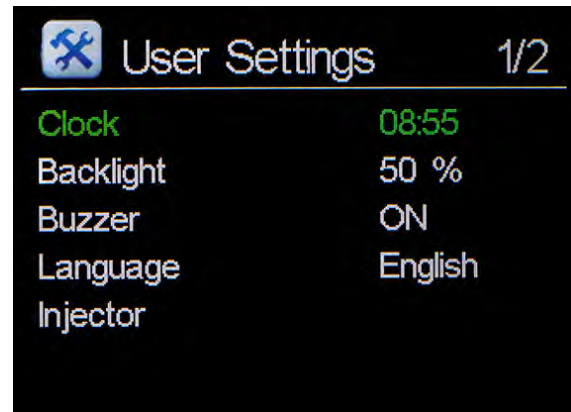 User Settings 1/2
Clock 08:55
Backlight 50 %
Buzzer ON
Language English
Injector